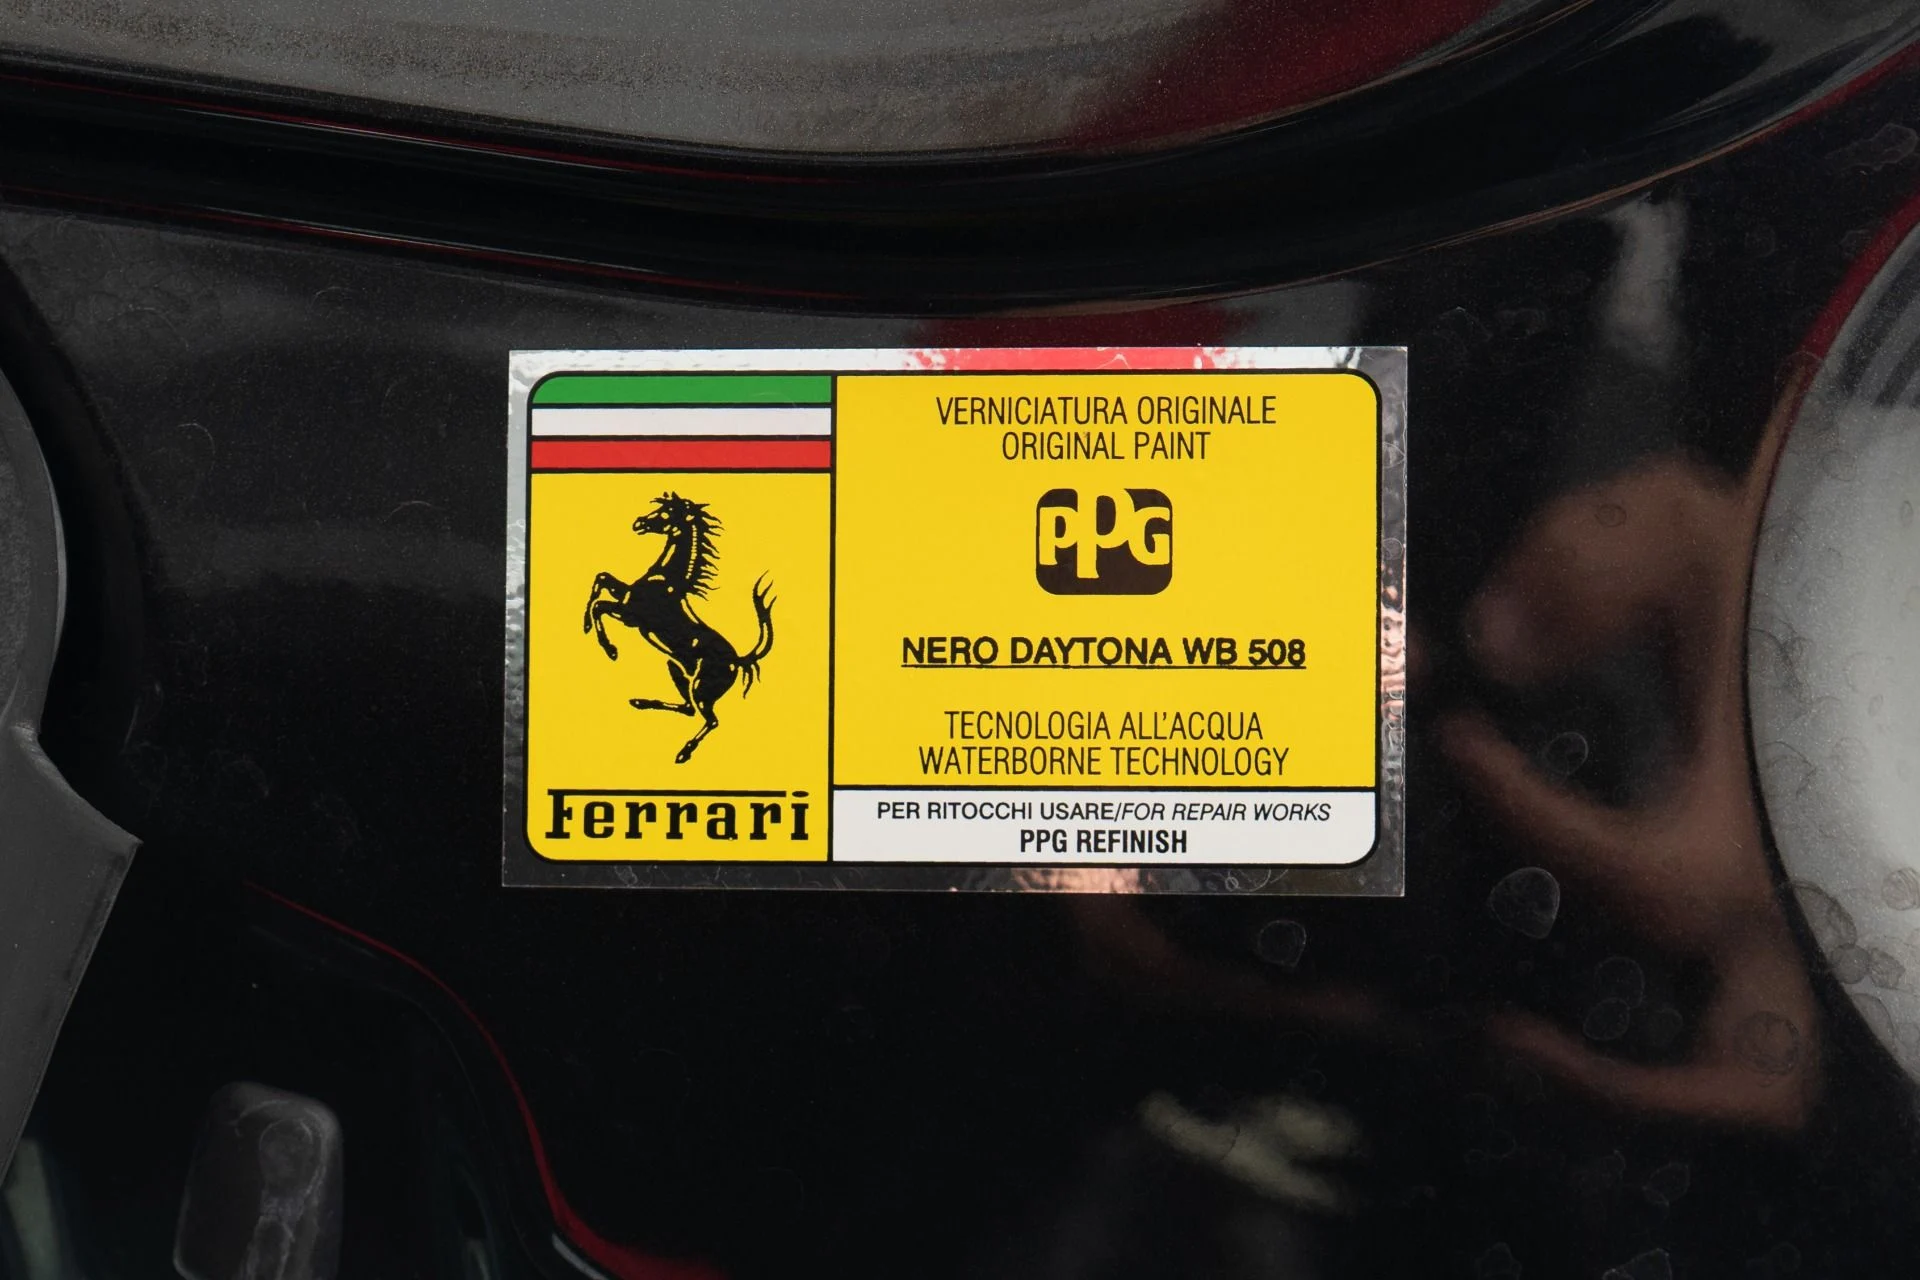 VERNICIATURA ORIGINALE
ORIGINAL PAINT
PPG
NERO DAYTONA WB 508
TECNOLOGIA ALL'ACQUA
WATERBORNE TECHNOLOGY
Ferrari
PER RITOCCHI USARE/FOR REPAIR WORKS
PPG REFINISH